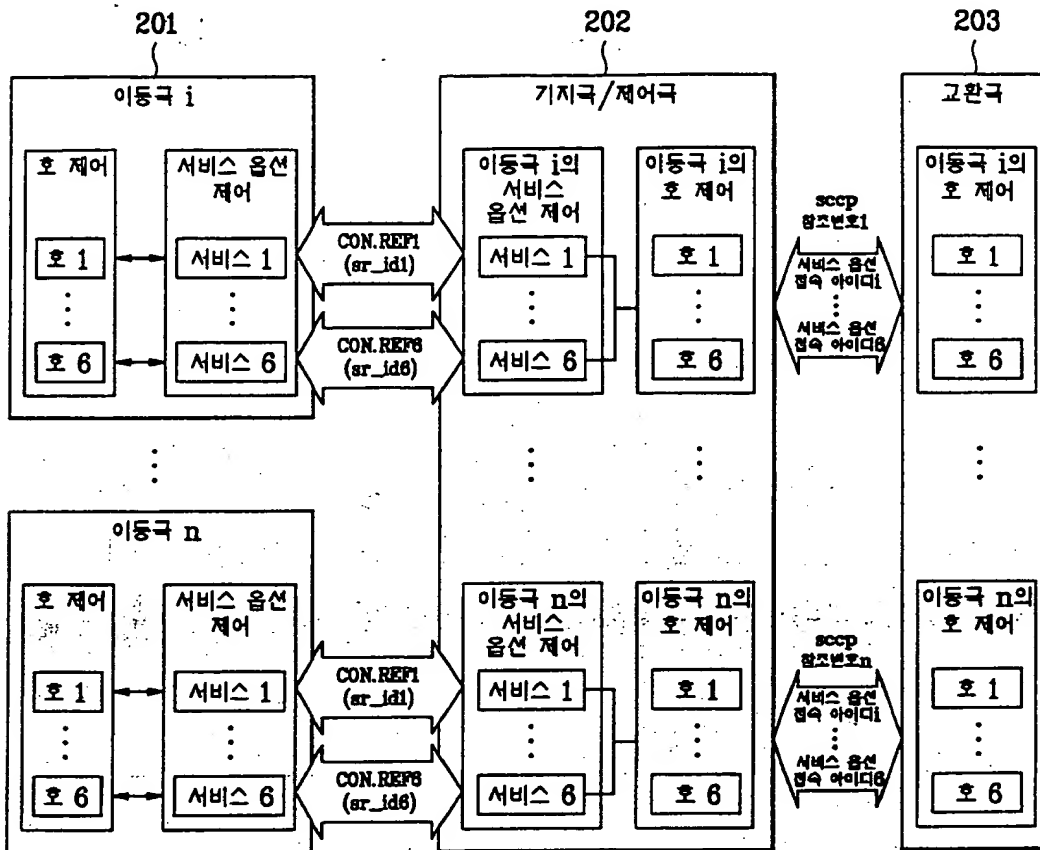 201
202
203
이동국 i
호 제어
서비스 옵션
제어
호 1
서비스 1
호 6
서비스 6
CON.REF1
(sr_id1)
CON.REF6
(sr_id6)
기지국/제어국
이동국 i의
서비스
옵션 제어
서비스 1
서비스 6
이동국 i의
호 제어
호 1
호 6
sccp
참조번호1
서비스 옵션
접속 아이디i
서비스 옵션
접속 아이디6
교환국
이동국 i의
호 제어
호 1
호 6
이동국 n
호 제어
서비스 옵션
제어
호 1
서비스 1
호 6
서비스 6
CON.REF1
(sr_id1)
CON.REF6
(sr_id6)
이동국 n의
서비스
옵션 제어
서비스 1
서비스 6
이동국 n의
호 제어
호 1
호 6
sccp
참조번호n
서비스 옵션
접속 아이디i
서비스 옵션
접속 아이디6
이동국 n의
호 제어
호 1
호 6